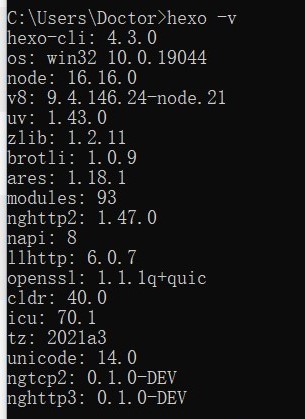 C:\Users\Doctor>hexo -v
hexo-cli: 4.3.0
os: win32 10.0.19044
node: 16.16.0
v8: 9.4.146.24-node.21
uv: 1.43.0
zlib: 1.2.11
brotli: 1.0.9
ares: 1.18.1
modules: 93
nghttp2: 1.47.0
napi: 8
llhttp: 6.0.7
openssl: 1.1.1q+quic
cldr: 40.0
icu: 70.1
tz: 2021a3
unicode: 14.0
ngtcp2: 0.1.0-DEV
nghttp3: 0.1.0-DEV